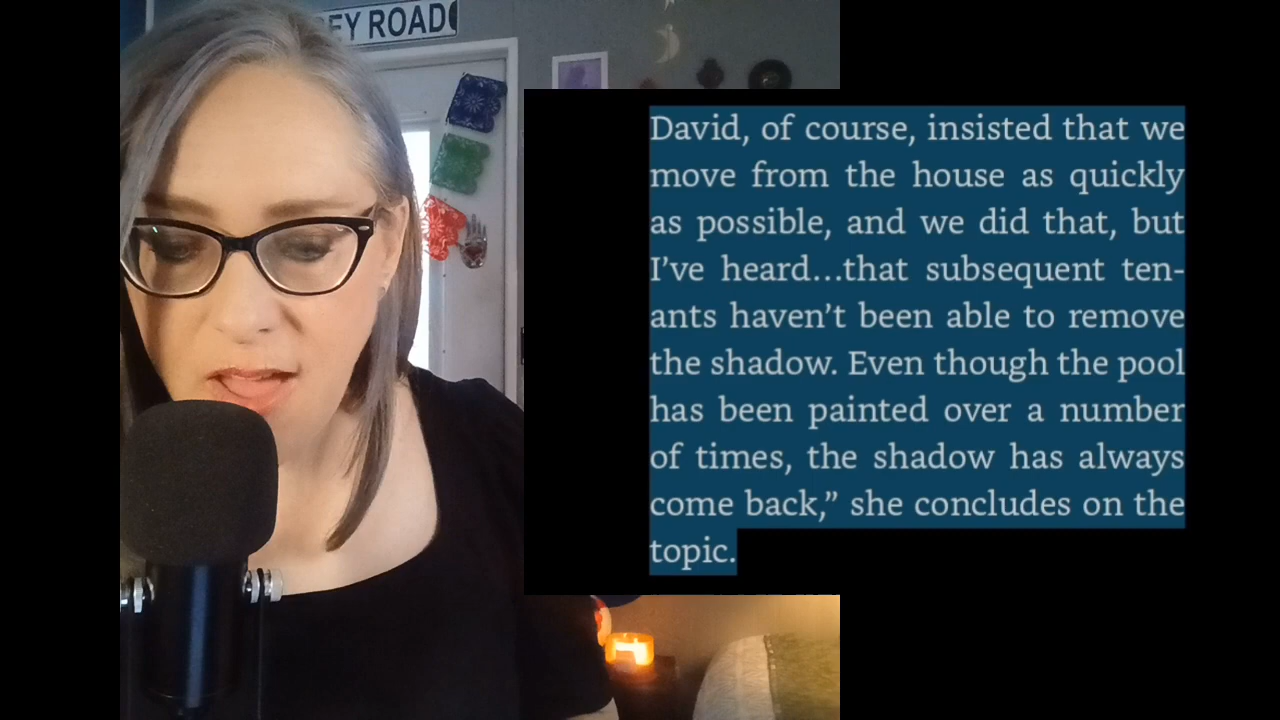 EY ROAD
David, of course, insisted that we
move from the house as quickly
as possible, and we did that, but
I’ve heard...that subsequent ten-
ants haven’t been able to remove
the shadow. Even though the pool
has been painted over a number
of times, the shadow has always
come back,” she concludes on the
topic.